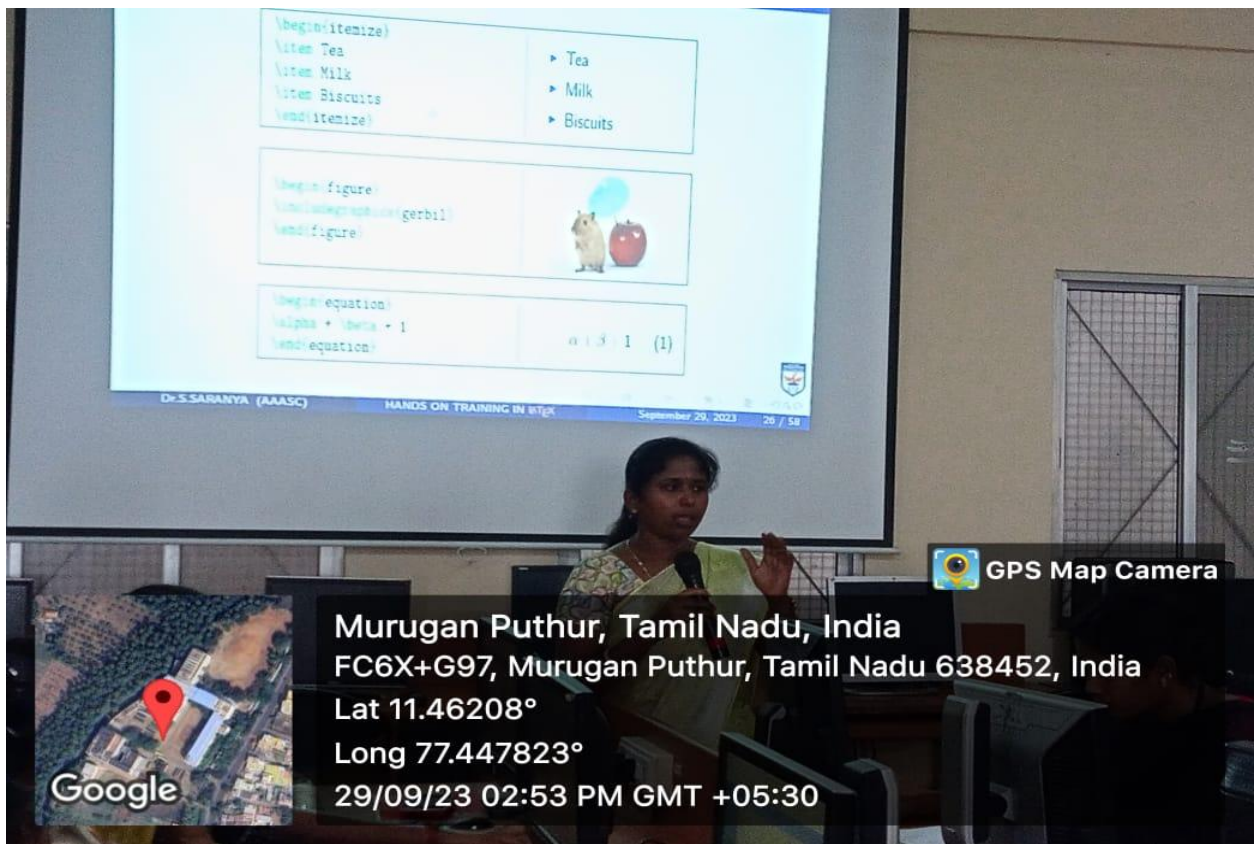 \begin{itemize}
\item Tea
\item Milk
\item Biscuits
\end{itemize}
▸ Tea
▸ Milk
▸ Biscuits
\begin{figure}
\includegraphics{gerbil}
\end{figure}
\begin{equation}
\alpha + \beta + 1
\end{equation}
1 (1)
Dr.S.SARANYA (AAASC)
HANDS ON TRAINING IN LATEX
September 29, 2023
26 / 58
GPS Map Camera
Murugan Puthur, Tamil Nadu, India
FC6X+G97, Murugan Puthur, Tamil Nadu 638452, India
Lat 11.46208°
Long 77.447823°
29/09/23 02:53 PM GMT +05:30
Google